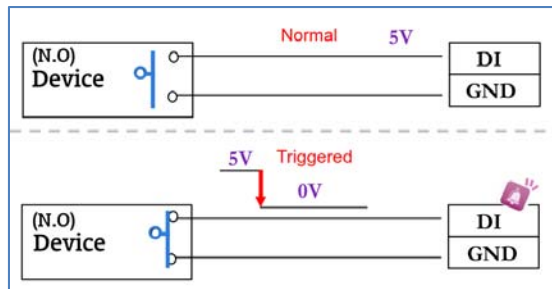 Normal 5V
(N.O)
Device
DI
GND
5V Triggered
0V
(N.O)
Device
DI
GND